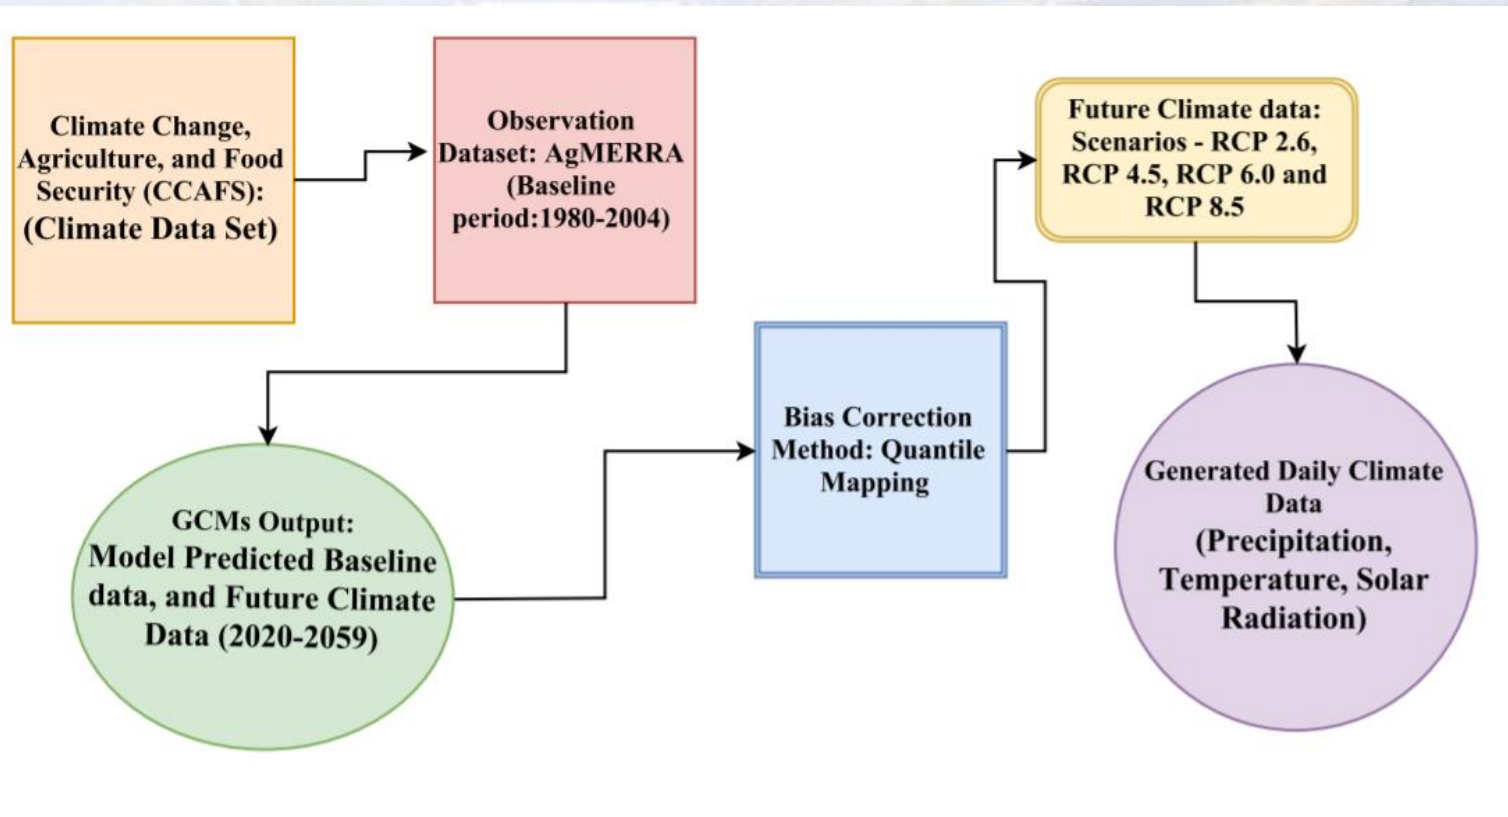 Climate Change,
Agriculture, and Food
Security (CCAFS):
(Climate Data Set)
Observation
Dataset: AgMERRA
(Baseline
period:1980-2004)
GCMs Output:
Model Predicted Baseline
data, and Future Climate
Data (2020-2059)
Bias Correction
Method: Quantile
Mapping
Future Climate data:
Scenarios - RCP 2.6,
RCP 4.5, RCP 6.0 and
RCP 8.5
Generated Daily Climate
Data
(Precipitation,
Temperature, Solar
Radiation)